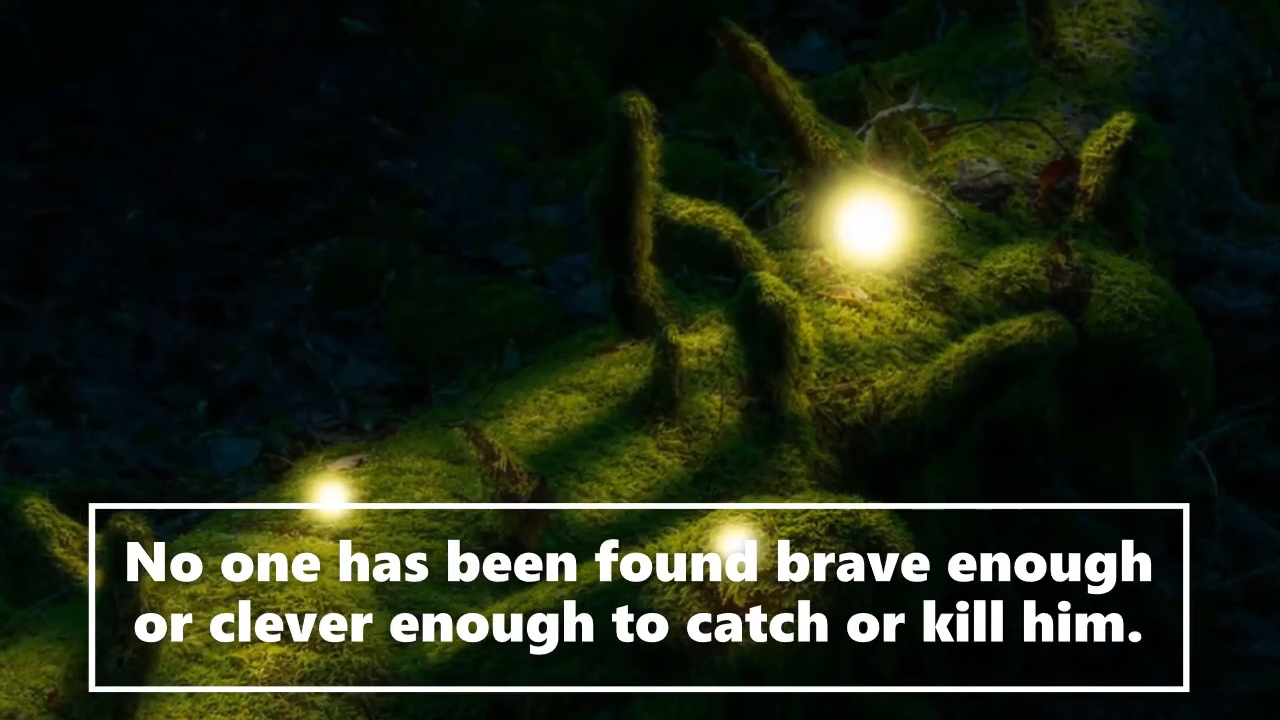 No one has been found brave enough
or clever enough to catch or kill him.